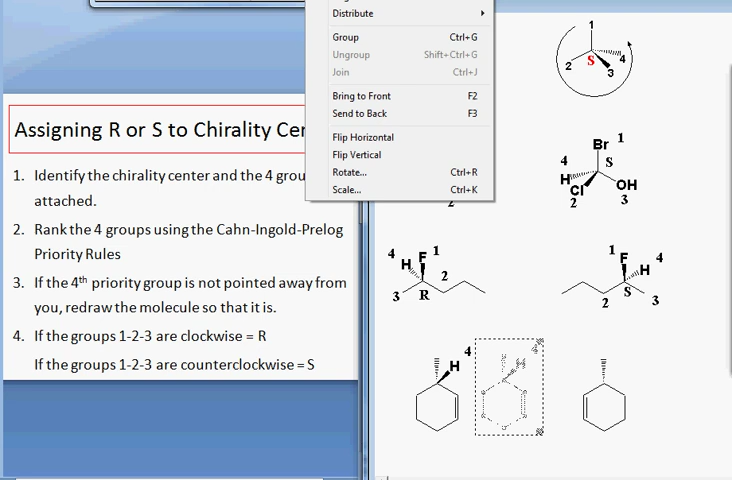 Distribute
Group Ctrl+G
Ungroup Shift+Ctrl+G
Join Ctrl+J
Bring to Front F2
Send to Back F3
Flip Horizontal
Flip Vertical
Rotate... Ctrl+R
Scale... Ctrl+K
Assigning R or S to Chirality Cen
1. Identify the chirality center and the 4 grou
attached.
2. Rank the 4 groups using the Cahn-Ingold-Prelog
Priority Rules
3. If the 4th priority group is not pointed away from
you, redraw the molecule so that it is.
4. If the groups 1-2-3 are clockwise = R
If the groups 1-2-3 are counterclockwise = S
1
2 S 4
3
Br 1
4 S
H
Cl OH
2 3
2
4 F 1
H
2
3 R
1 F 4
H
2 S 3
H 4
H 4